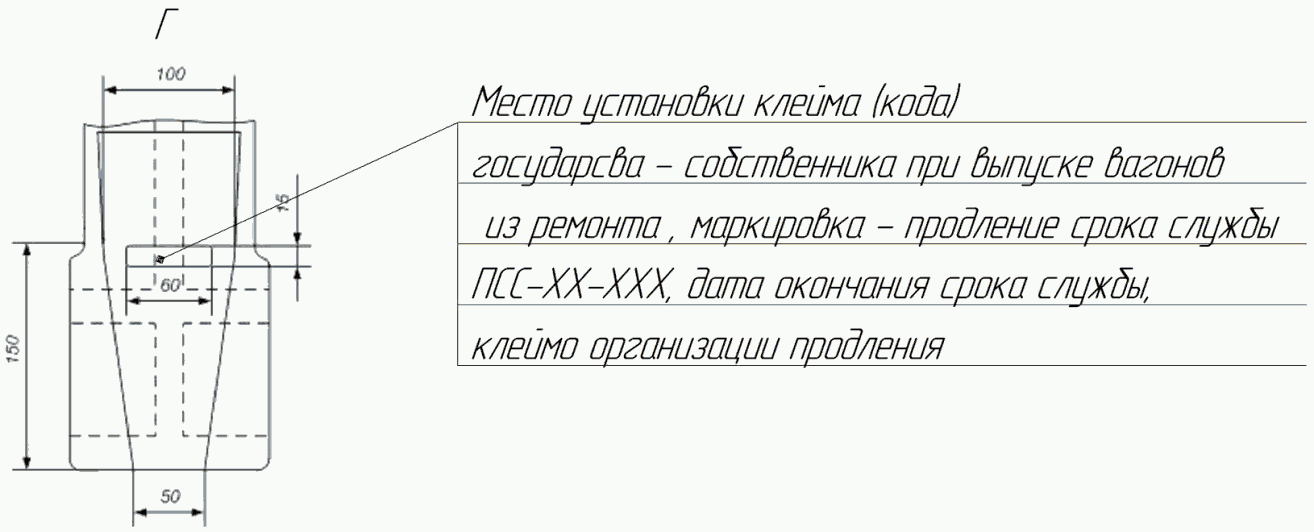 Г
100
Место установки клейма (кода)
государсва - собственника при выпуске вагонов
15
из ремонта , маркировка - продление срока службы
60
ПСС-ХХ-ХХХ, дата окончания срока службы,
150
клеймо организации продления
50